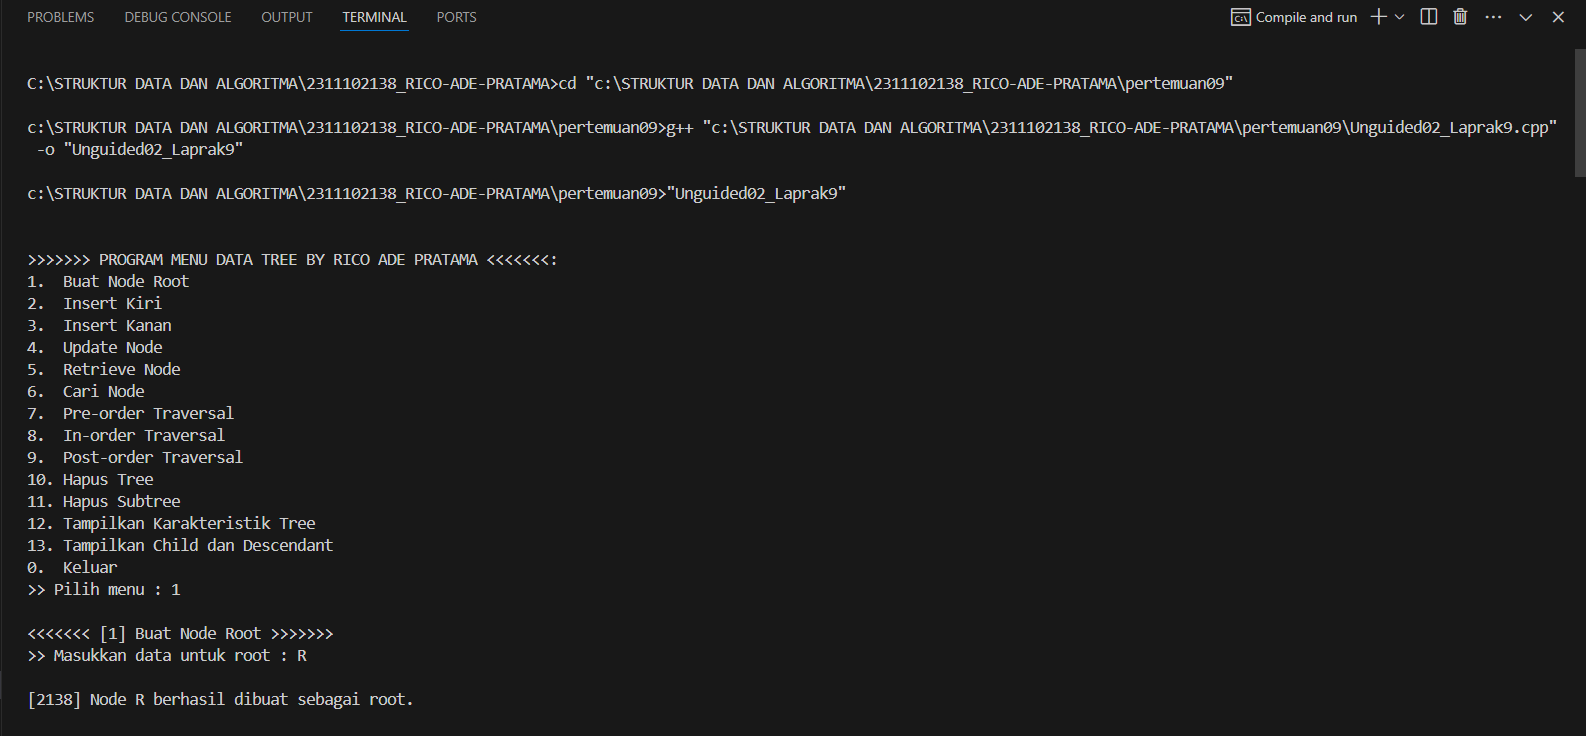 PROBLEMS DEBUG CONSOLE OUTPUT TERMINAL PORTS Compile and run
C:\STRUKTUR DATA DAN ALGORITMA\2311102138_RICO-ADE-PRATAMA>cd "c:\STRUKTUR DATA DAN ALGORITMA\2311102138_RICO-ADE-PRATAMA\pertemuan09"
c:\STRUKTUR DATA DAN ALGORITMA\2311102138_RICO-ADE-PRATAMA\pertemuan09>g++ "c:\STRUKTUR DATA DAN ALGORITMA\2311102138_RICO-ADE-PRATAMA\pertemuan09\Unguided02_Laprak9.cpp"
-o "Unguided02_Laprak9"
c:\STRUKTUR DATA DAN ALGORITMA\2311102138_RICO-ADE-PRATAMA\pertemuan09>"Unguided02_Laprak9"
>>>>>>> PROGRAM MENU DATA TREE BY RICO ADE PRATAMA <<<<<<<:
1.  Buat Node Root
2.  Insert Kiri
3.  Insert Kanan
4.  Update Node
5.  Retrieve Node
6.  Cari Node
7.  Pre-order Traversal
8.  In-order Traversal
9.  Post-order Traversal
10. Hapus Tree
11. Hapus Subtree
12. Tampilkan Karakteristik Tree
13. Tampilkan Child dan Descendant
0.  Keluar
>> Pilih menu : 1
<<<<<<< [1] Buat Node Root >>>>>>>
>> Masukkan data untuk root : R
[2138] Node R berhasil dibuat sebagai root.